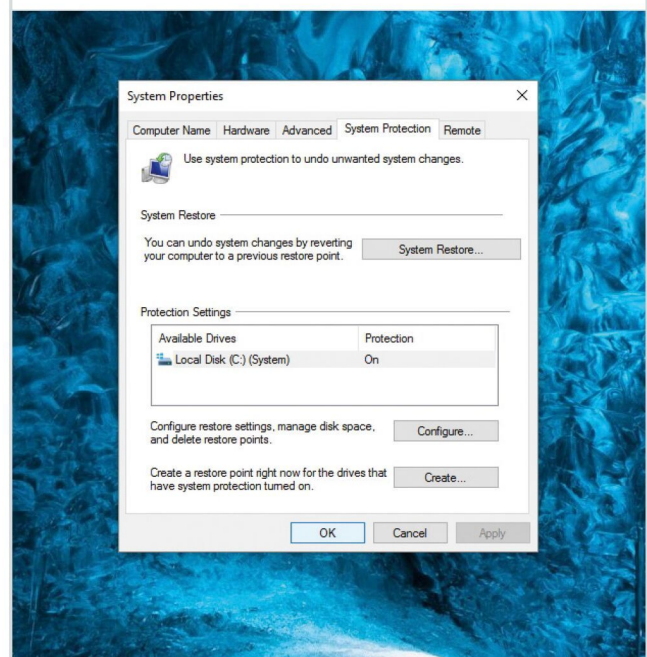 System Properties
Computer Name Hardware Advanced System Protection Remote
Use system protection to undo unwanted system changes.
System Restore
You can undo system changes by reverting
your computer to a previous restore point.
System Restore...
Protection Settings
Available Drives Protection
Local Disk (C:) (System) On
Configure restore settings, manage disk space,
and delete restore points.
Configure...
Create a restore point right now for the drives that
have system protection turned on.
Create...
OK Cancel Apply